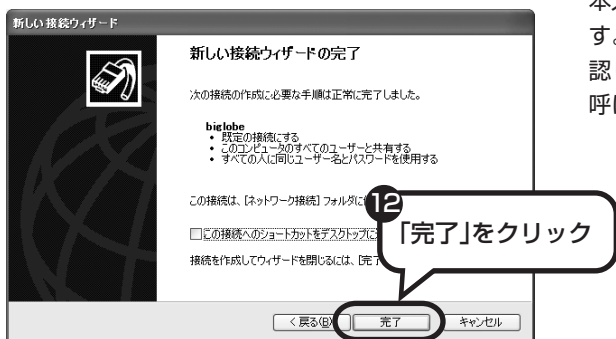 新しい接続ウィザード
新しい接続ウィザードの完了
次の接続の作成に必要な手順は正常に完了しました。
biglobe
• 既定の接続にする
• このコンピュータのすべてのユーザーと共有する
• すべての人に同じユーザー名とパスワードを使用する
この接続は、[ネットワーク接続] フォルダに
この接続へのショートカットをデスクトップに
接続を作成してウィザードを閉じるには、[完了
12
「完了」をクリック
< 戻る(B)
完了
キャンセル
す。
認